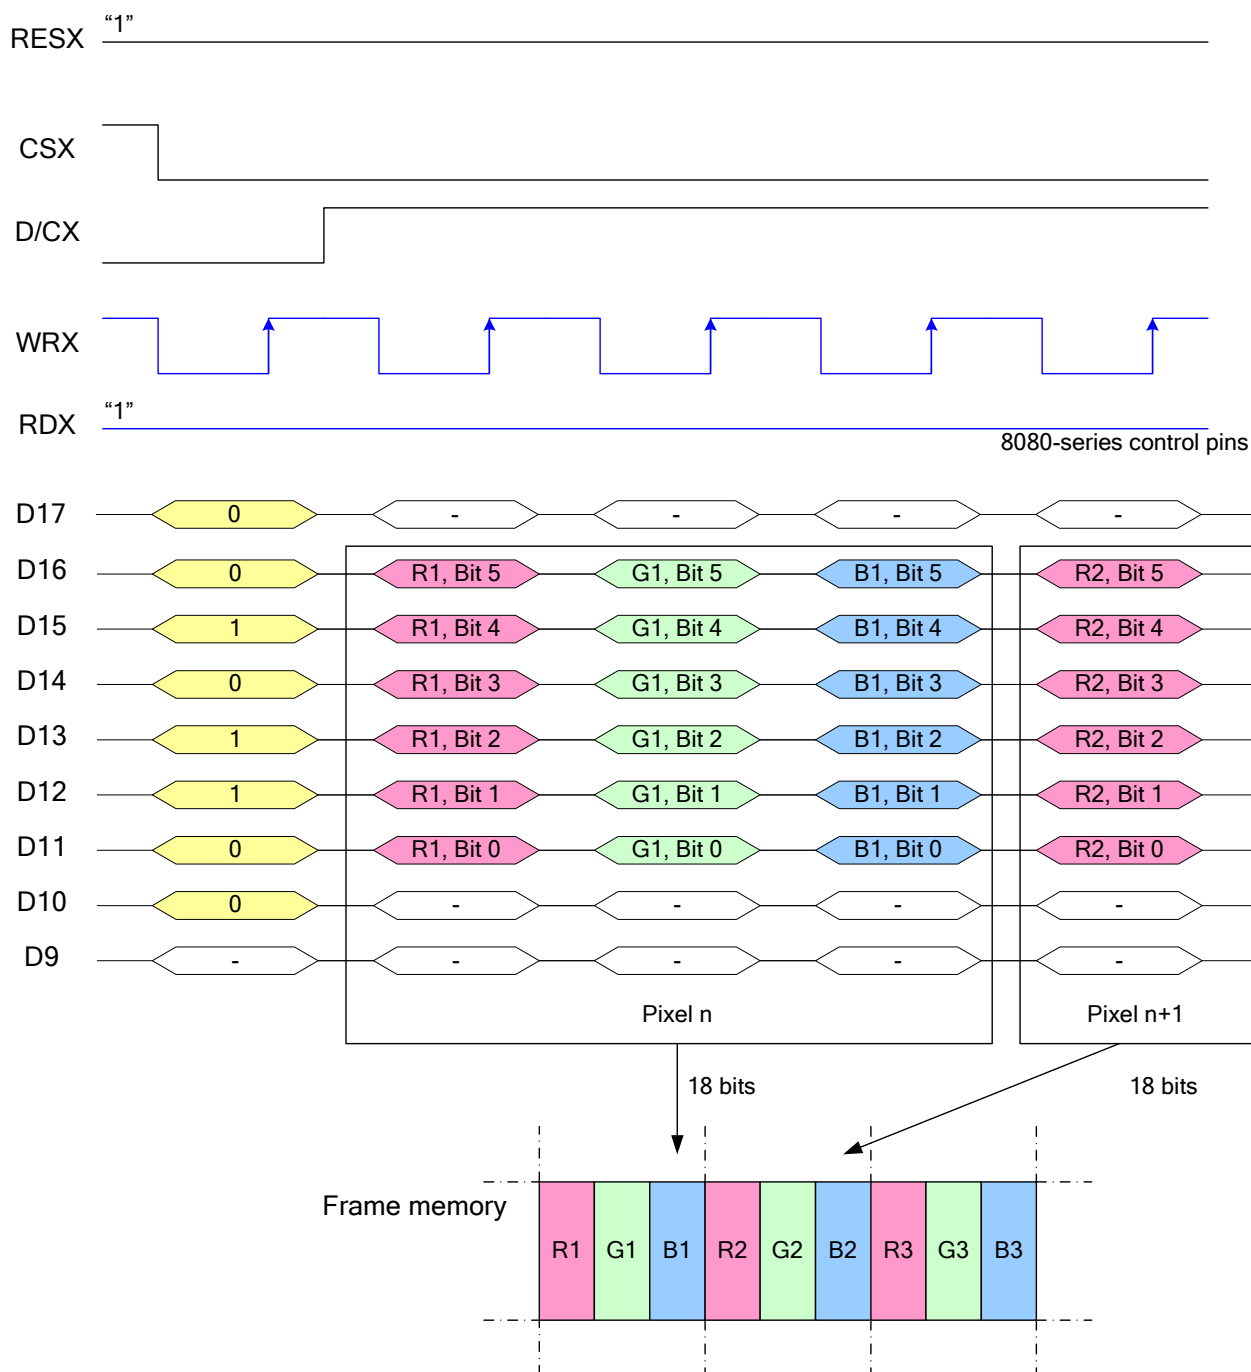 RESX “1”
CSX
D/CX
WRX
RDX “1”
8080-series control pins
D17 0 - - - -
D16 0 R1, Bit 5 G1, Bit 5 B1, Bit 5 R2, Bit 5
D15 1 R1, Bit 4 G1, Bit 4 B1, Bit 4 R2, Bit 4
D14 0 R1, Bit 3 G1, Bit 3 B1, Bit 3 R2, Bit 3
D13 1 R1, Bit 2 G1, Bit 2 B1, Bit 2 R2, Bit 2
D12 1 R1, Bit 1 G1, Bit 1 B1, Bit 1 R2, Bit 1
D11 0 R1, Bit 0 G1, Bit 0 B1, Bit 0 R2, Bit 0
D10 0 - - - -
D9 - - - - -
Pixel n Pixel n+1
18 bits 18 bits
Frame memory
R1 G1 B1 R2 G2 B2 R3 G3 B3